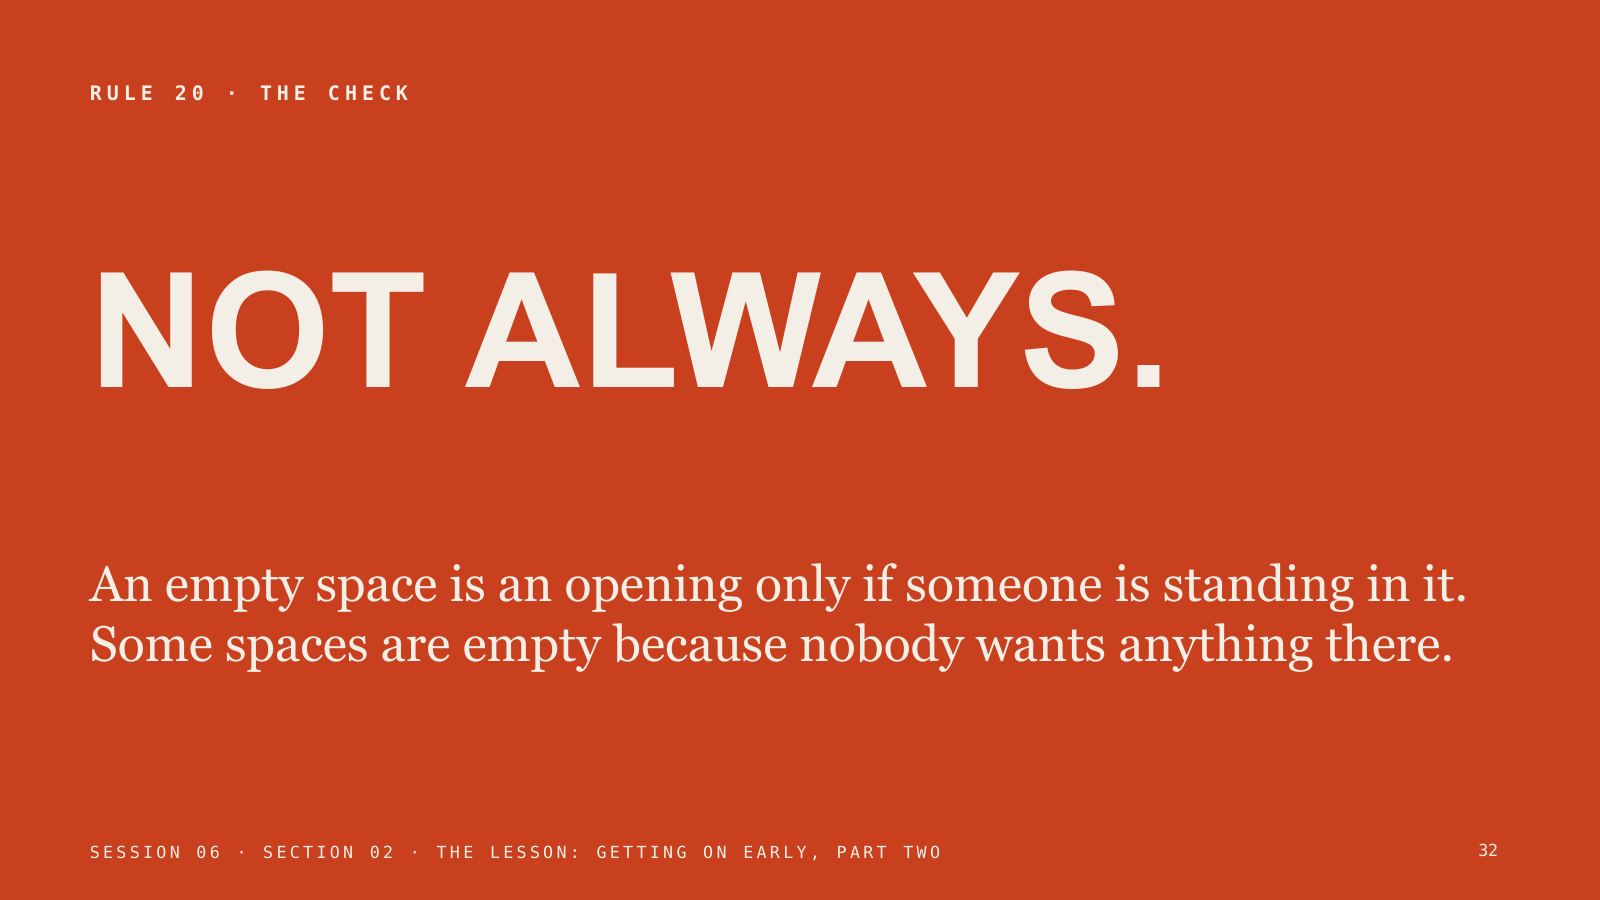 RULE 20 · THE CHECK
NOT ALWAYS.
An empty space is an opening only if someone is standing in it.
Some spaces are empty because nobody wants anything there.
SESSION 06 · SECTION 02 · THE LESSON: GETTING ON EARLY, PART TWO
32